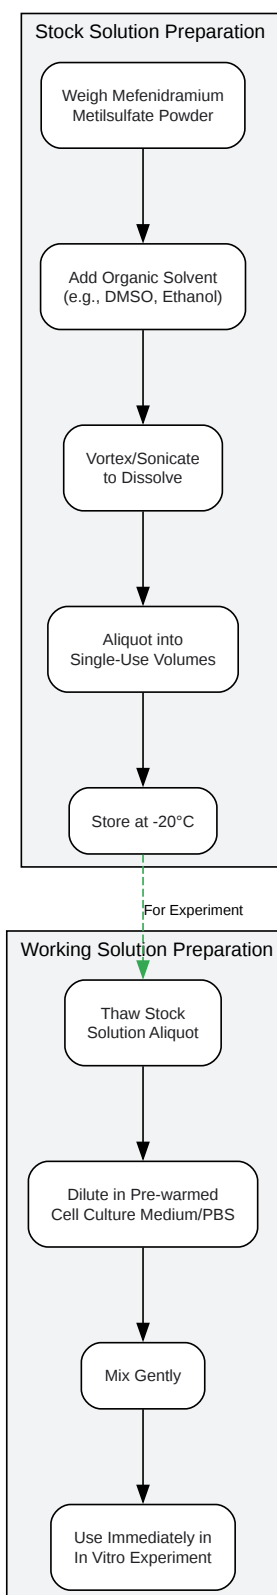 Stock Solution Preparation
Weigh Mefenidramium
Metilsulfate Powder
Add Organic Solvent
(e.g., DMSO, Ethanol)
Vortex/Sonicate
to Dissolve
Aliquot into
Single-Use Volumes
Store at -20°C
For Experiment
Working Solution Preparation
Thaw Stock
Solution Aliquot
Dilute in Pre-warmed
Cell Culture Medium/PBS
Mix Gently
Use Immediately in
In Vitro Experiment